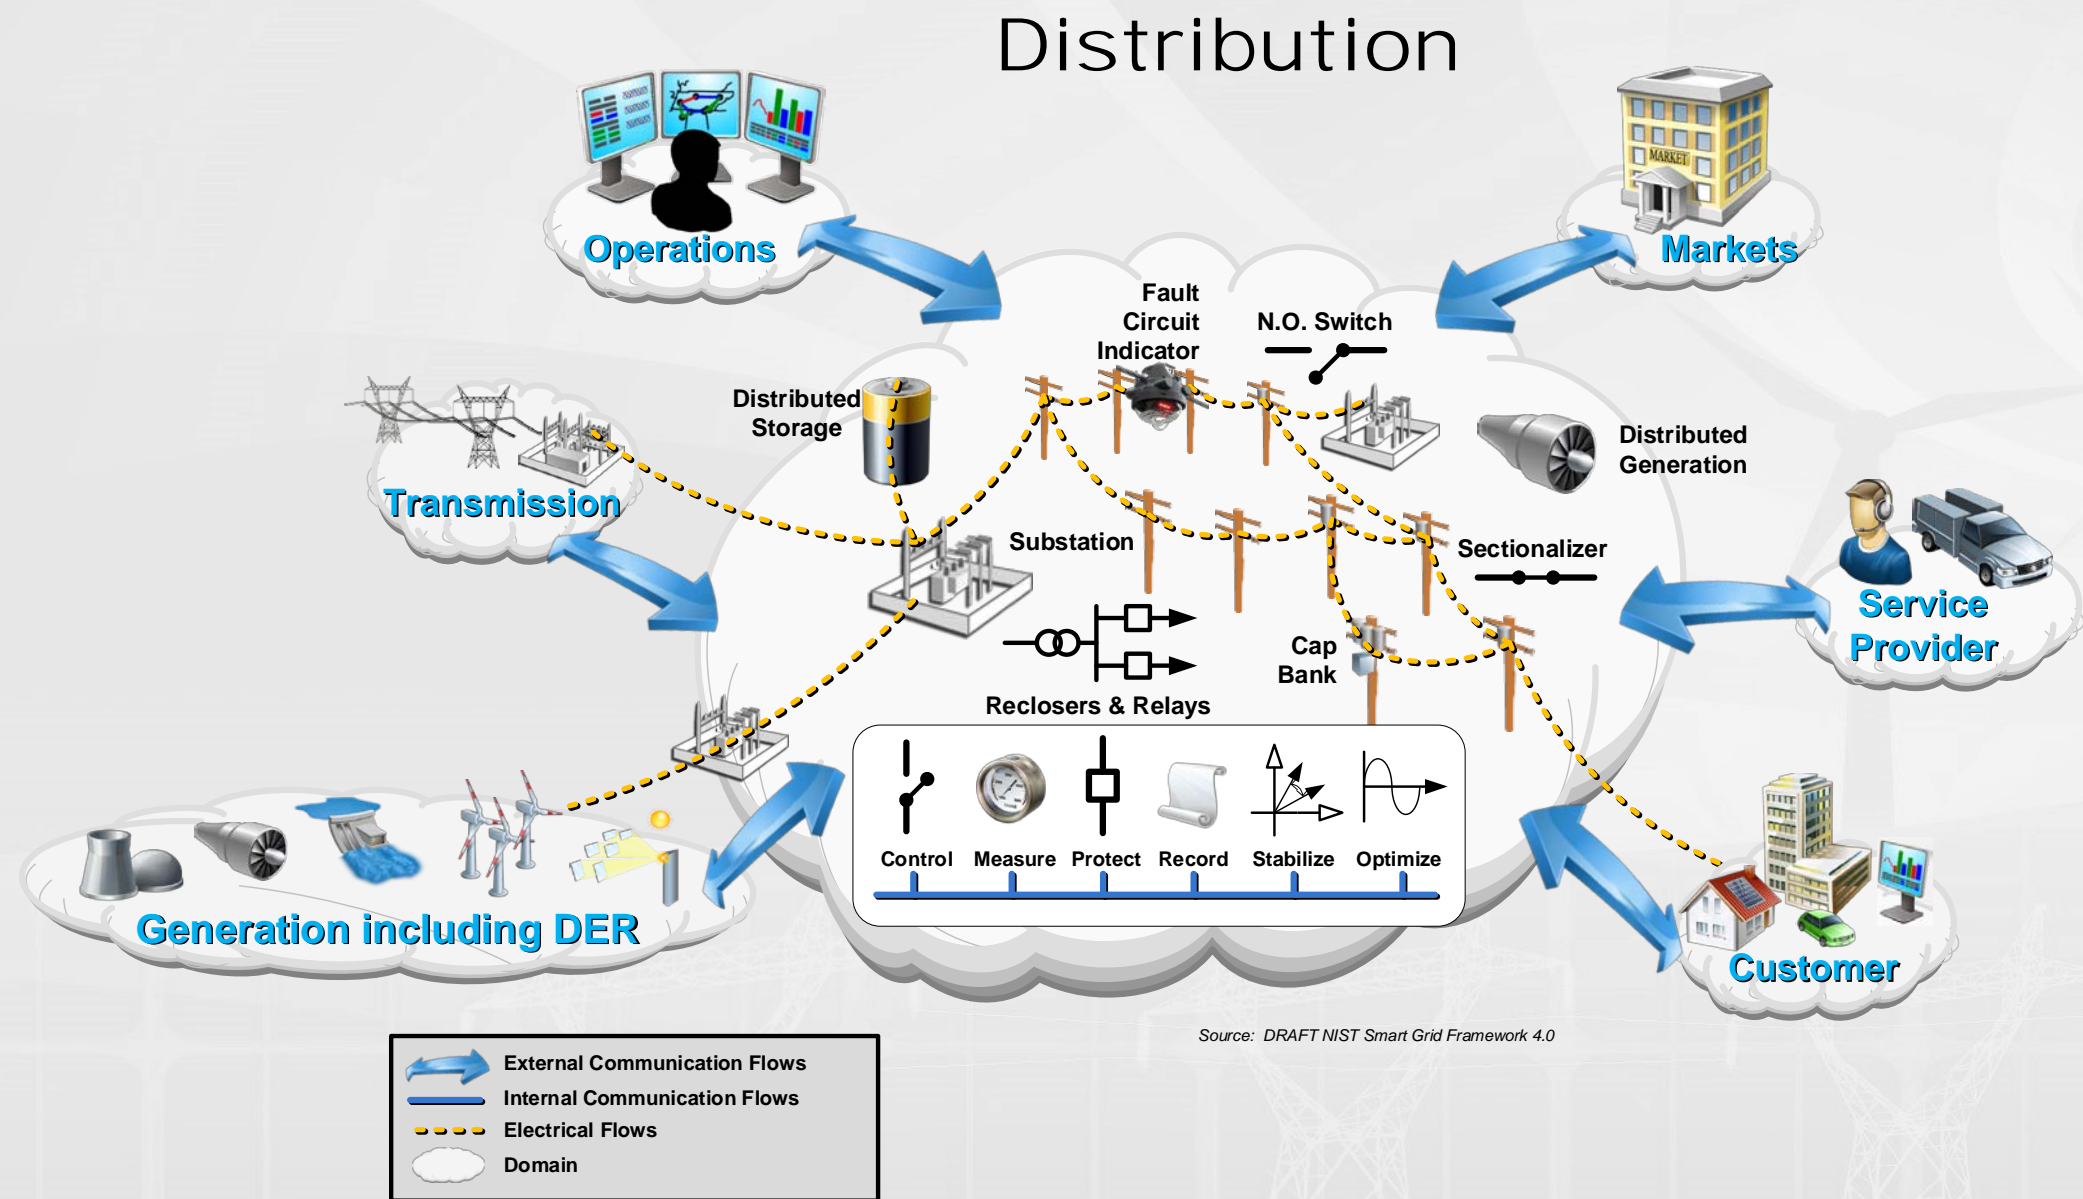 Distribution
MARKET
Operations
Markets
Fault
Circuit
Indicator
N.O. Switch
Distributed
Storage
Distributed
Generation
Transmission
Substation
Sectionalizer
Service
Provider
Cap
Bank
Reclosers & Relays
Control
Measure
Protect
Record
Stabilize
Optimize
Generation including DER
Customer
Source: DRAFT NIST Smart Grid Framework 4.0
External Communication Flows
Internal Communication Flows
Electrical Flows
Domain